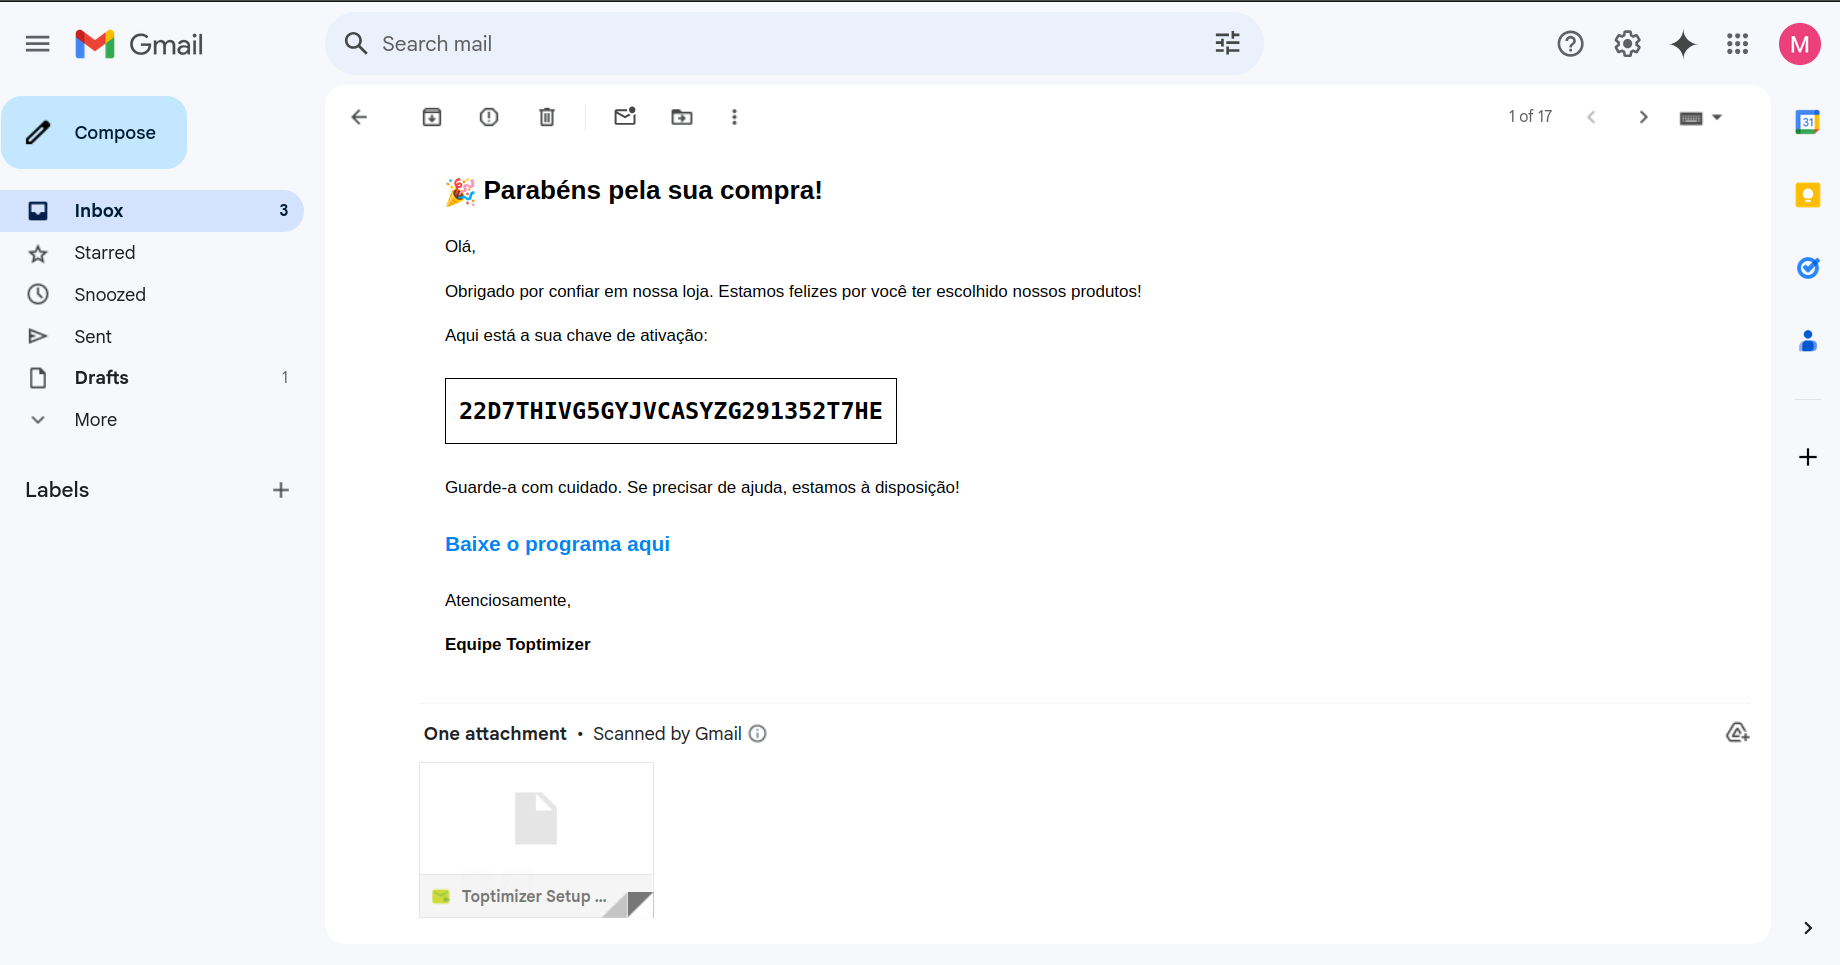 Gmail
Search mail
M
Compose
Inbox 3
Starred
Snoozed
Sent
Drafts 1
More
Labels
1 of 17
31
🎉 Parabéns pela sua compra!
Olá,
Obrigado por confiar em nossa loja. Estamos felizes por você ter escolhido nossos produtos!
Aqui está a sua chave de ativação:
22D7THIVG5GYJVCASYZG291352T7HE
Guarde-a com cuidado. Se precisar de ajuda, estamos à disposição!
Baixe o programa aqui
Atenciosamente,
Equipe Toptimizer
One attachment • Scanned by Gmail
Toptimizer Setup ...